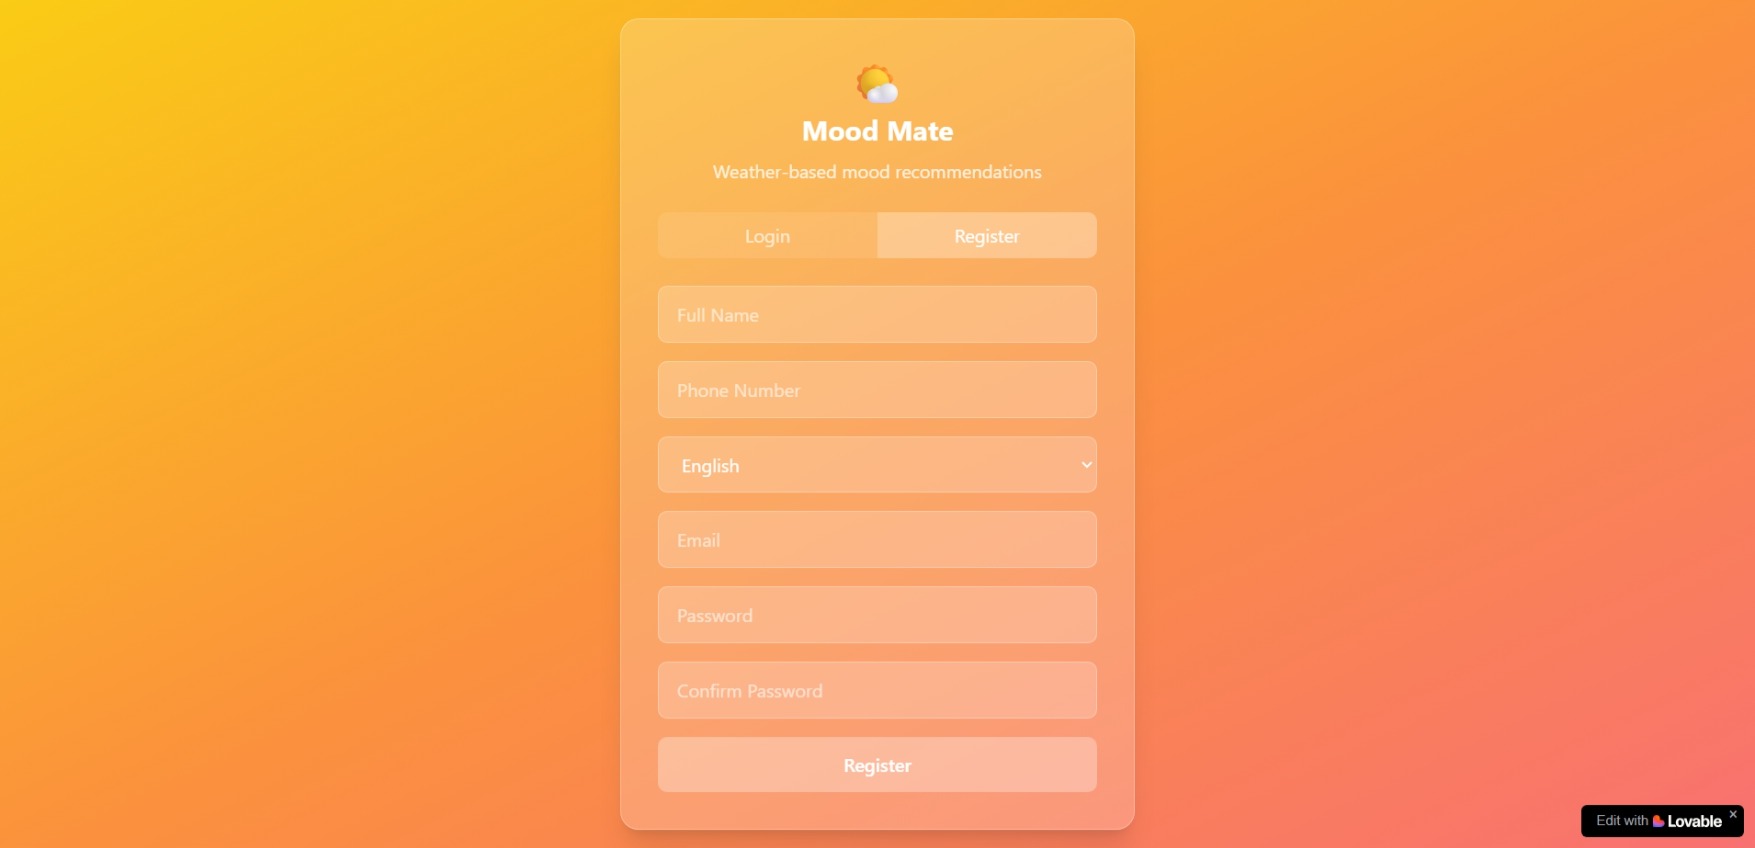 Mood Mate
Weather-based mood recommendations
Login
Register
Full Name
Phone Number
English
Email
Password
Confirm Password
Register
Edit with Lovable